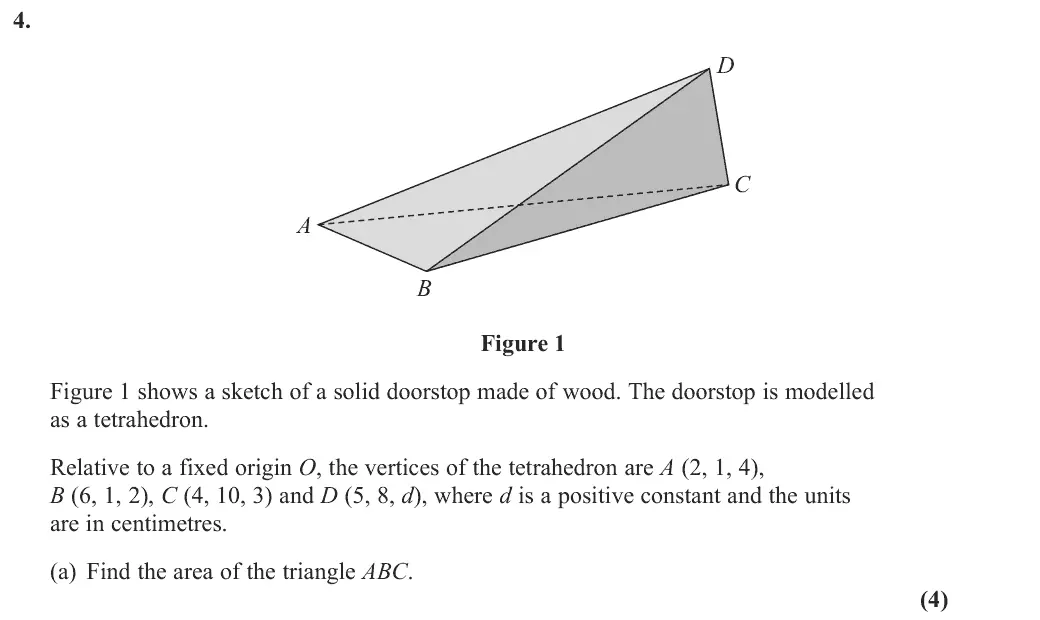 4.
D
C
A
B
Figure 1
Figure 1 shows a sketch of a solid doorstop made of wood. The doorstop is modelled
as a tetrahedron.
Relative to a fixed origin O, the vertices of the tetrahedron are A (2, 1, 4),
B (6, 1, 2), C (4, 10, 3) and D (5, 8, d), where d is a positive constant and the units
are in centimetres.
(a) Find the area of the triangle ABC.
(4)